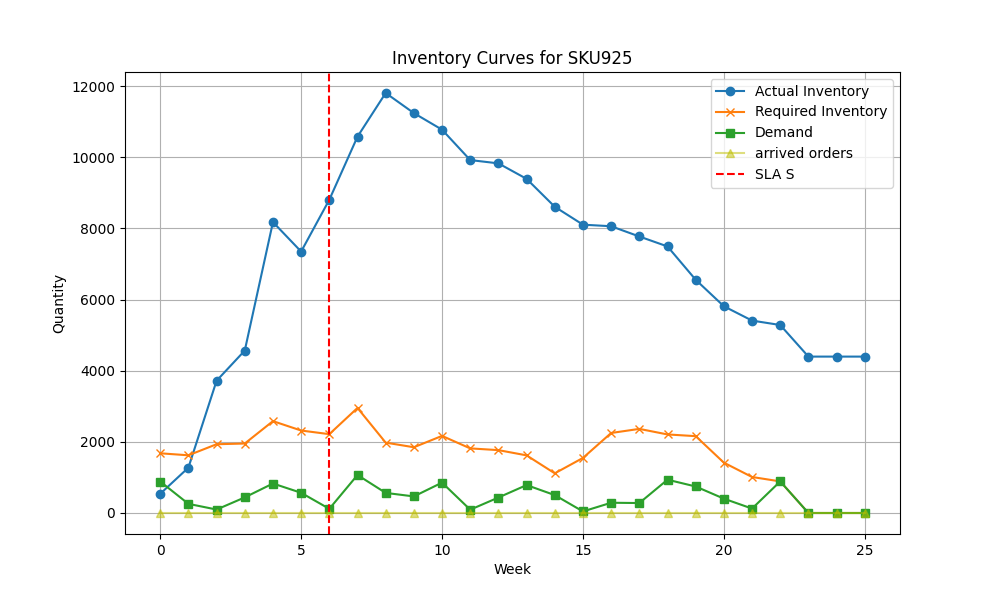 Inventory Curves for SKU925
Actual Inventory
Required Inventory
Demand
arrived orders
SLA S
Quantity
12000
10000
8000
6000
4000
2000
0
0 5 10 15 20 25
Week